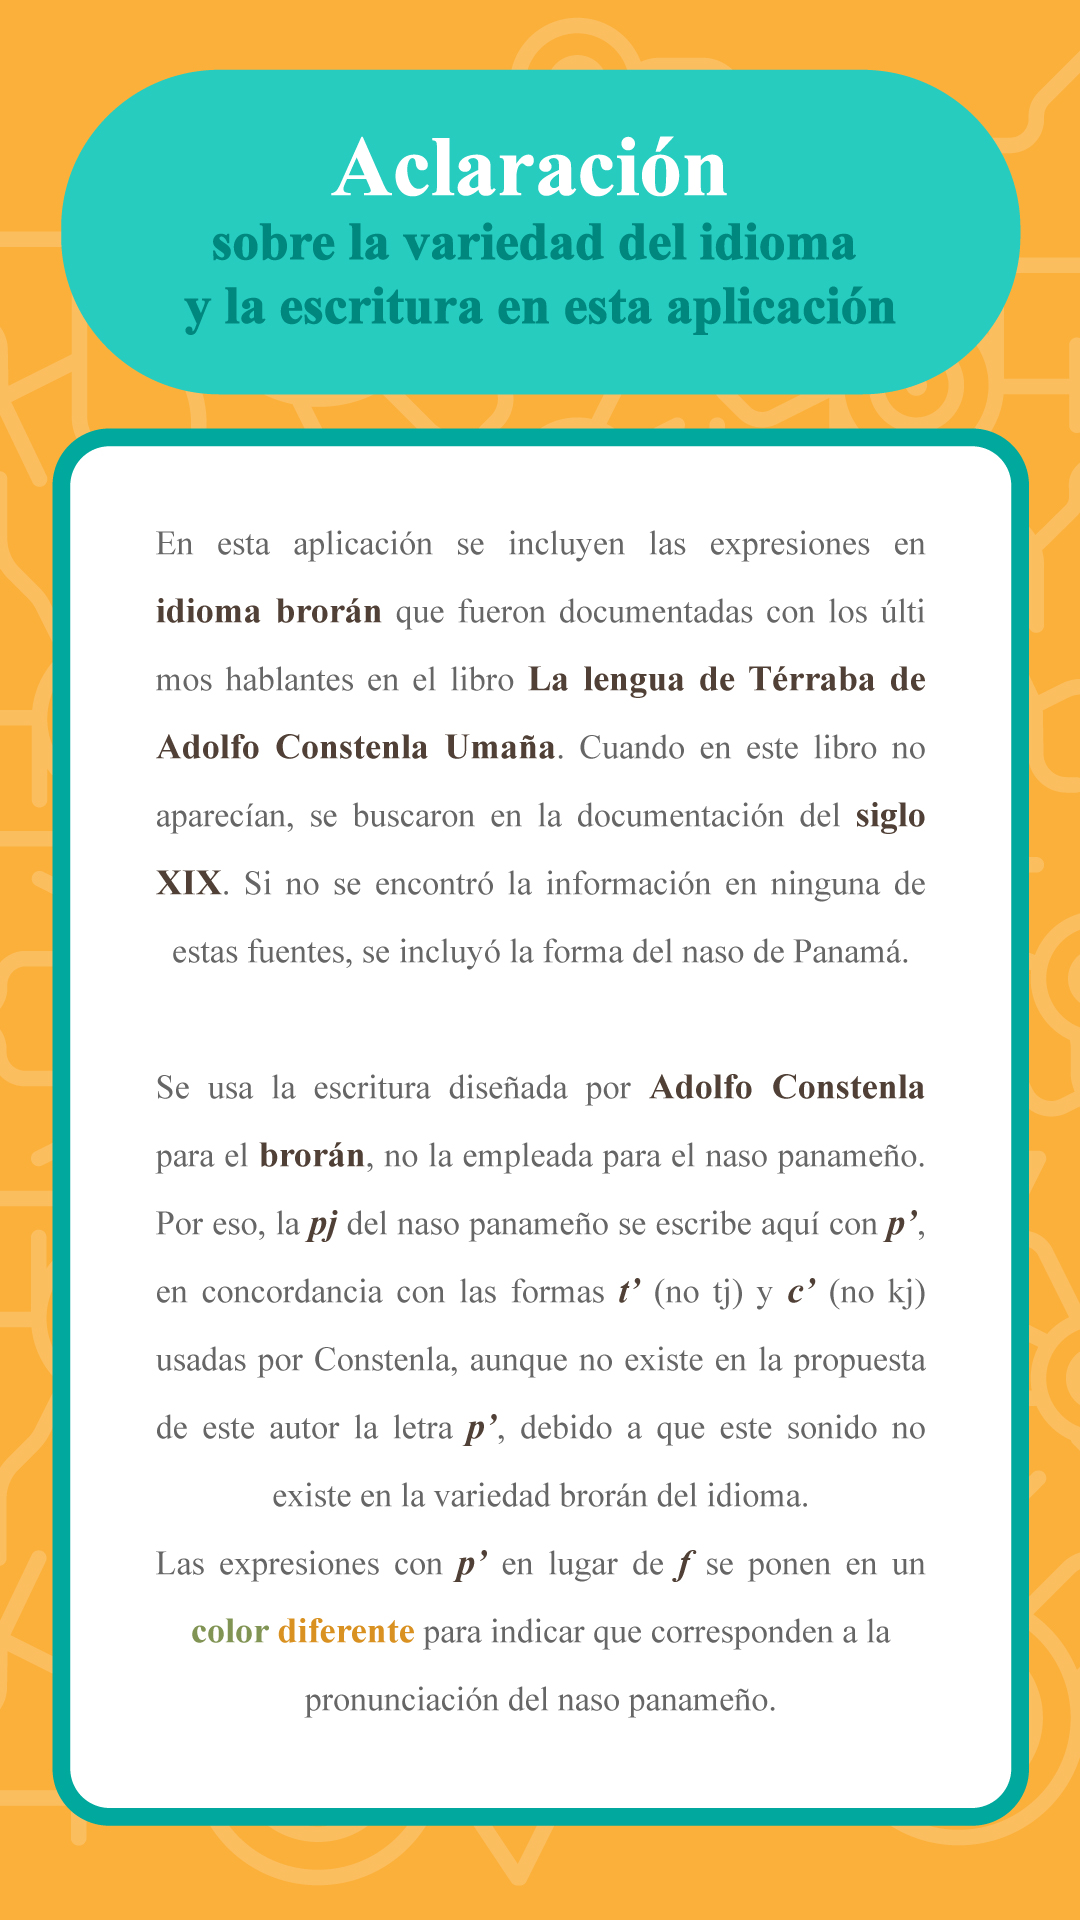 Aclaración
sobre la variedad del idioma
y la escritura en esta aplicación
En esta aplicación se incluyen las expresiones en
idioma brorán que fueron documentadas con los últi
mos hablantes en el libro La lengua de Térraba de
Adolfo Constenla Umaña. Cuando en este libro no
aparecían, se buscaron en la documentación del siglo
XIX. Si no se encontró la información en ninguna de
estas fuentes, se incluyó la forma del naso de Panamá.
Se usa la escritura diseñada por Adolfo Constenla
para el brorán, no la empleada para el naso panameño.
Por eso, la pj del naso panameño se escribe aquí con p’,
en concordancia con las formas t’ (no tj) y c’ (no kj)
usadas por Constenla, aunque no existe en la propuesta
de este autor la letra p’, debido a que este sonido no
existe en la variedad brorán del idioma.
Las expresiones con p’ en lugar de f se ponen en un
color diferente para indicar que corresponden a la
pronunciación del naso panameño.